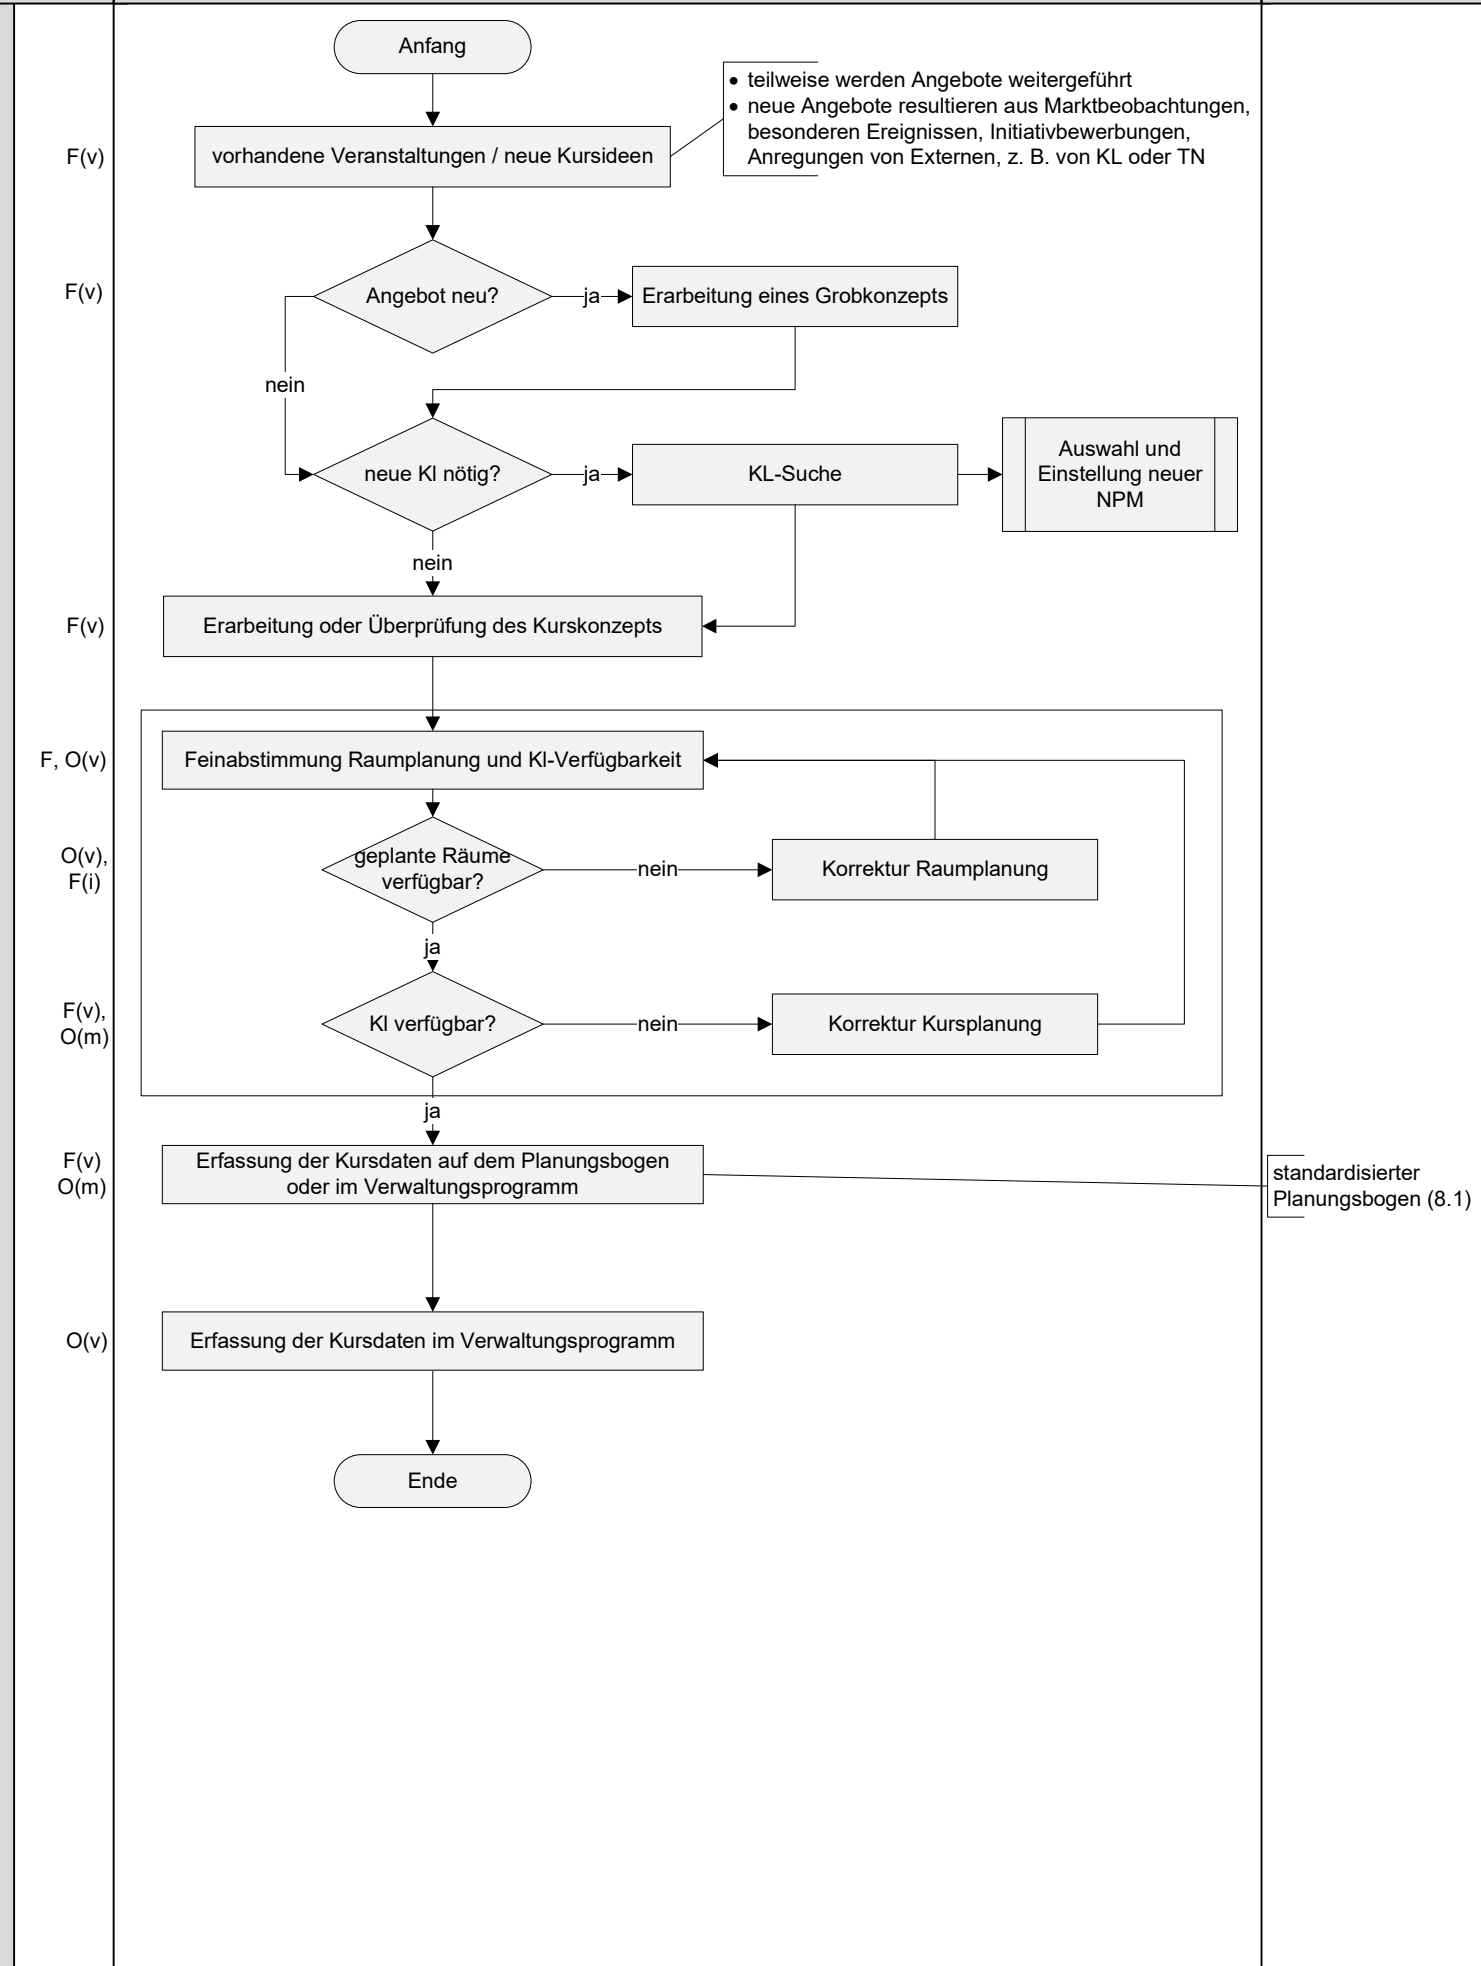 Anfang
• teilweise werden Angebote weitergeführt
• neue Angebote resultieren aus Marktbeobachtungen,
besonderen Ereignissen, Initiativbewerbungen,
Anregungen von Externen, z. B. von KL oder TN
F(v)
vorhandene Veranstaltungen / neue Kursideen
F(v)
Angebot neu?
ja
Erarbeitung eines Grobkonzepts
nein
neue Kl nötig?
ja
KL-Suche
Auswahl und
Einstellung neuer
NPM
nein
F(v)
Erarbeitung oder Überprüfung des Kurskonzepts
F, O(v)
Feinabstimmung Raumplanung und Kl-Verfügbarkeit
O(v),
F(i)
geplante Räume
verfügbar?
nein
Korrektur Raumplanung
ja
F(v),
O(m)
Kl verfügbar?
nein
Korrektur Kursplanung
ja
F(v)
O(m)
Erfassung der Kursdaten auf dem Planungsbogen
oder im Verwaltungsprogramm
standardisierter
Planungsbogen (8.1)
O(v)
Erfassung der Kursdaten im Verwaltungsprogramm
Ende